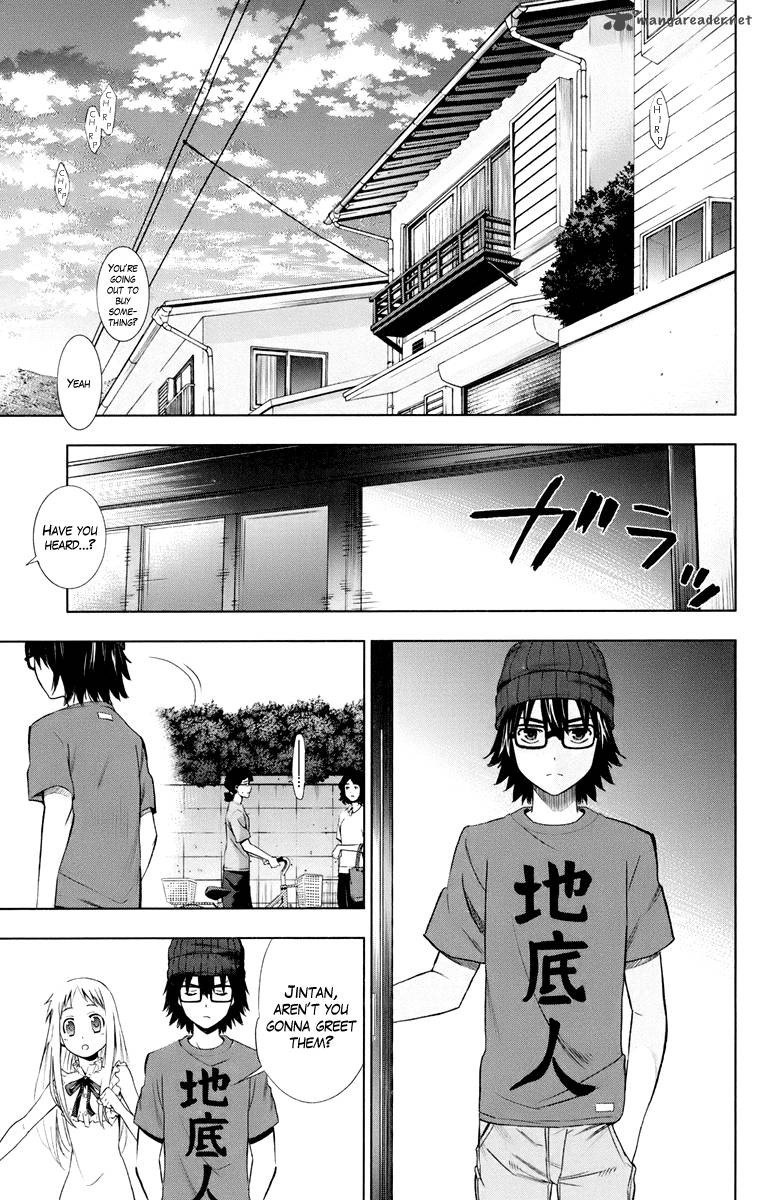 mangareader.net
CHIRP
CHIRP
CHIRP
CHIRP
YOU'RE
GOING
OUT TO
BUY
SOME-
THING?
YEAH
ガラッ
HAVE YOU
HEARD...?
地底人
!
JINTAN,
AREN'T YOU
GONNA GREET
THEM?
地底人